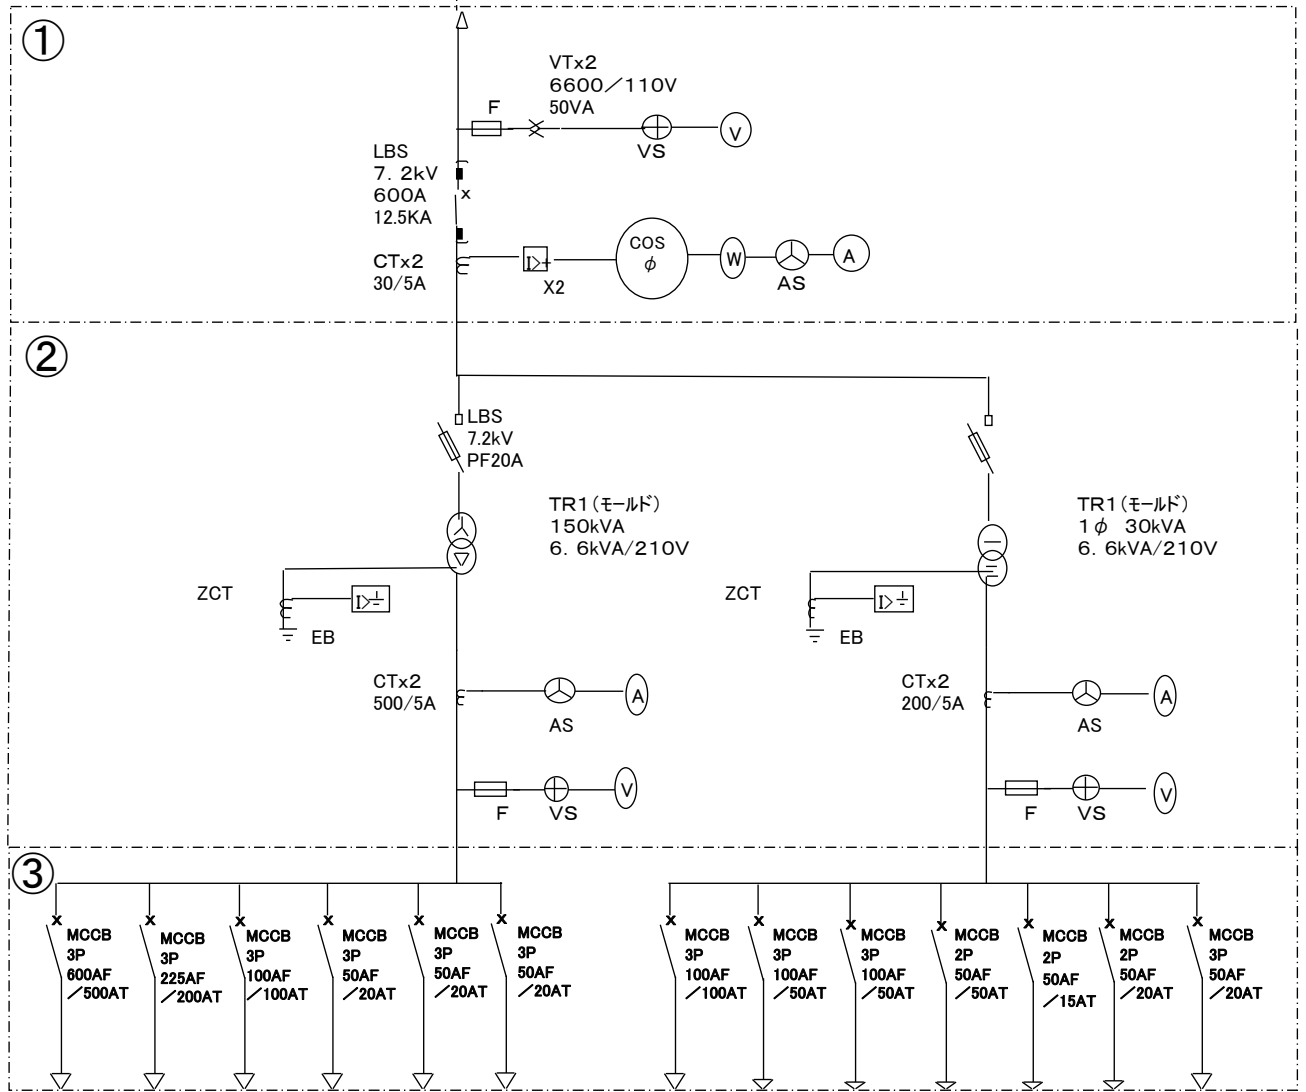 ①
VTx2
6600／110V
50VA
F
VS
V
LBS
7. 2kV
600A
12.5KA
x
CTx2
30/5A
I>
X2
COS
φ
W
AS
A
②
LBS
7.2kV
PF20A
TR1(モールド)
150kVA
6. 6kVA/210V
TR1(モールド)
1φ 30kVA
6. 6kVA/210V
ZCT
I>
EB
ZCT
I>
EB
CTx2
500/5A
AS
A
CTx2
200/5A
AS
A
F
VS
V
F
VS
V
③
MCCB
3P
600AF
／500AT
MCCB
3P
225AF
／200AT
MCCB
3P
100AF
／100AT
MCCB
3P
50AF
／20AT
MCCB
3P
50AF
／20AT
MCCB
3P
50AF
／20AT
MCCB
3P
100AF
／100AT
MCCB
3P
100AF
／50AT
MCCB
3P
100AF
／50AT
MCCB
2P
50AF
／50AT
MCCB
2P
50AF
／15AT
MCCB
2P
50AF
／20AT
MCCB
3P
50AF
／20AT